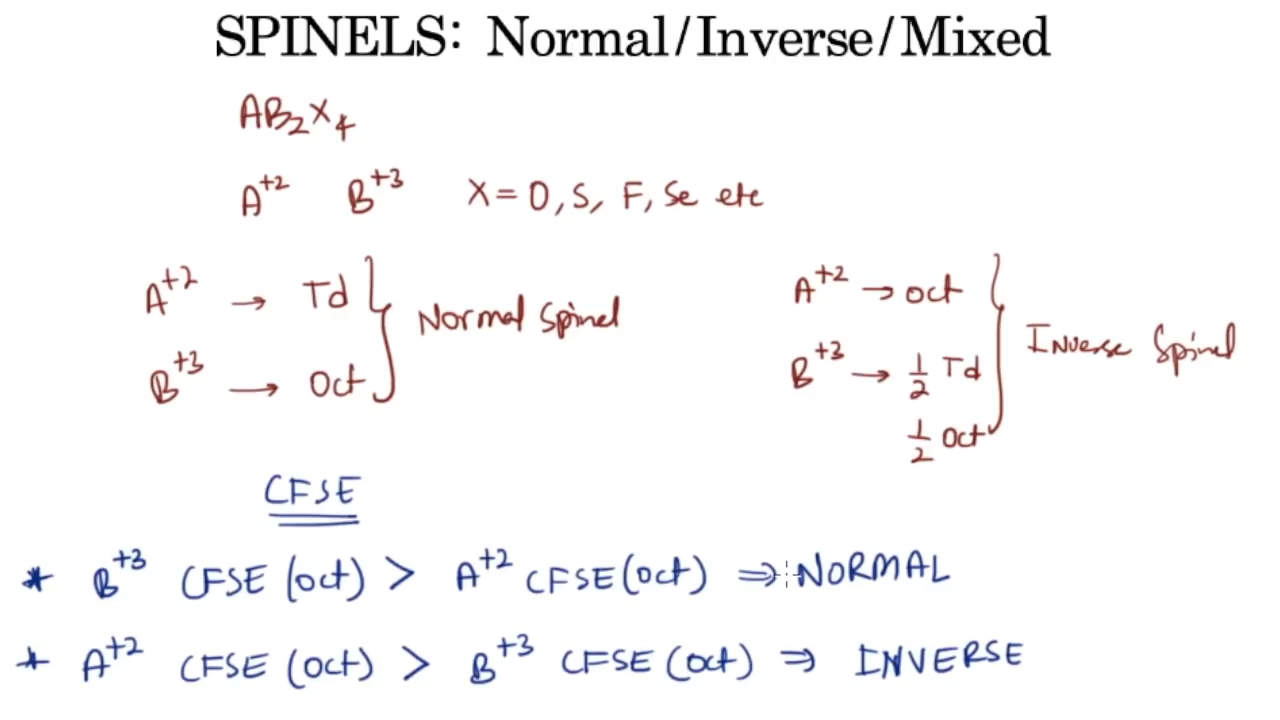 SPINELS: Normal/Inverse/Mixed
AB₂X₄
A⁺² B⁺³ X = O, S, F, Se etc
A⁺² → Td
B⁺³ → Oct
Normal Spinel
A⁺² → oct
B⁺³ → 1/2 Td
1/2 Oct
Inverse Spinel
CFSE
* B⁺³ CFSE (oct) > A⁺² CFSE (oct) ⇒ NORMAL
* A⁺² CFSE (oct) > B⁺³ CFSE (oct) ⇒ INVERSE